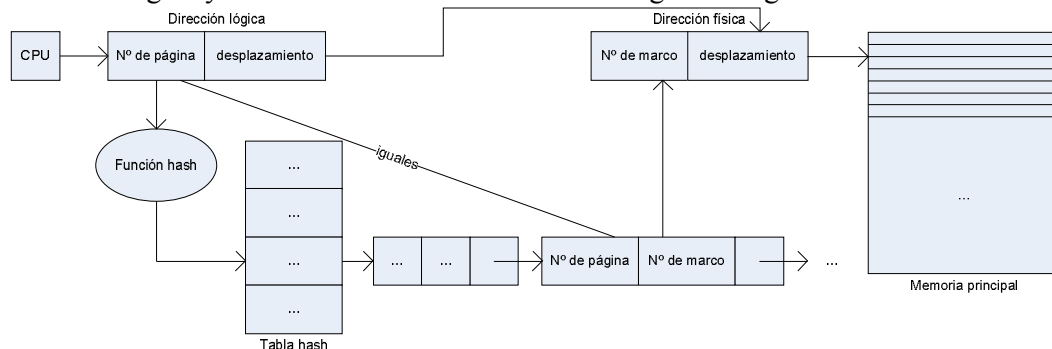 Dirección lógica
Dirección física
CPU
Nº de página
desplazamiento
Nº de marco
desplazamiento
Función hash
iguales
...
...
...
...
...
...
Nº de página
Nº de marco
...
...
Memoria principal
Tabla hash